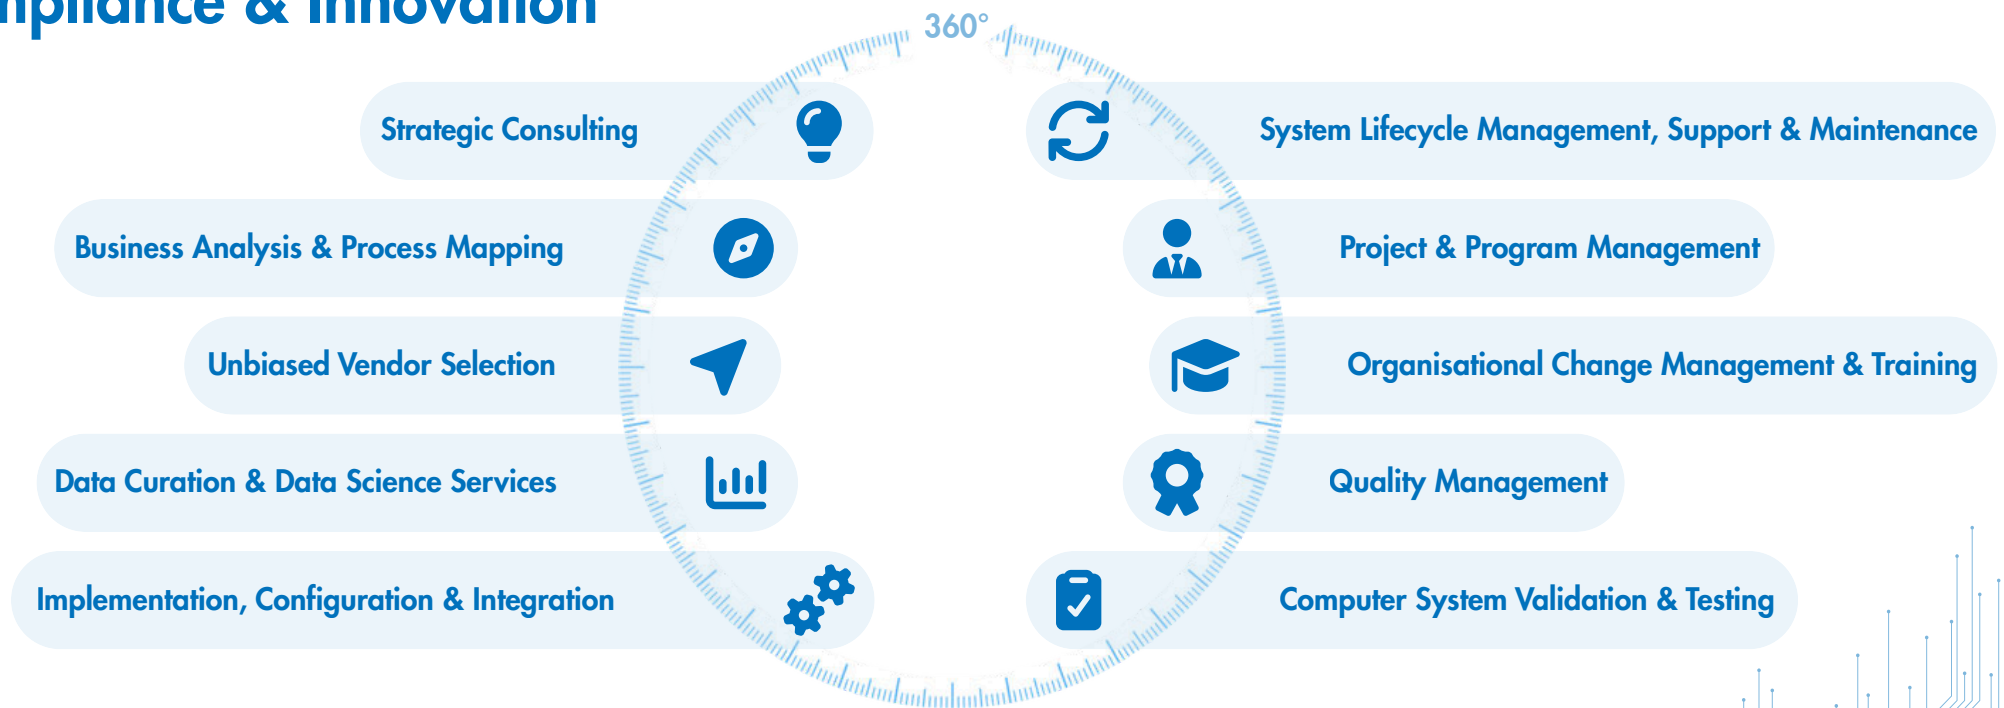 & Innovation
360°
Strategic Consulting
Business Analysis & Process Mapping
Unbiased Vendor Selection
Data Curation & Data Science Services
Implementation, Configuration & Integration
System Lifecycle Management, Support & Maintenance
Project & Program Management
Organisational Change Management & Training
Quality Management
Computer System Validation & Testing